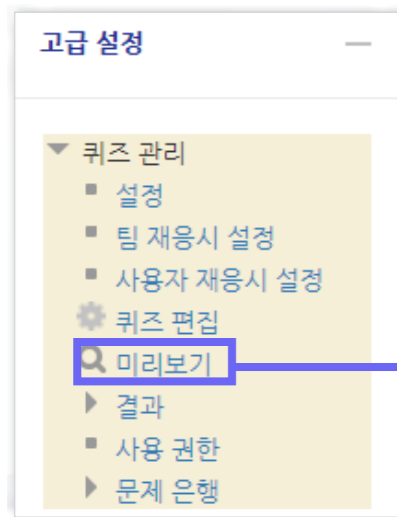 고급 설정
퀴즈 관리
설정
팀 재응시 설정
사용자 재응시 설정
퀴즈 편집
미리보기
결과
사용 권한
문제 은행